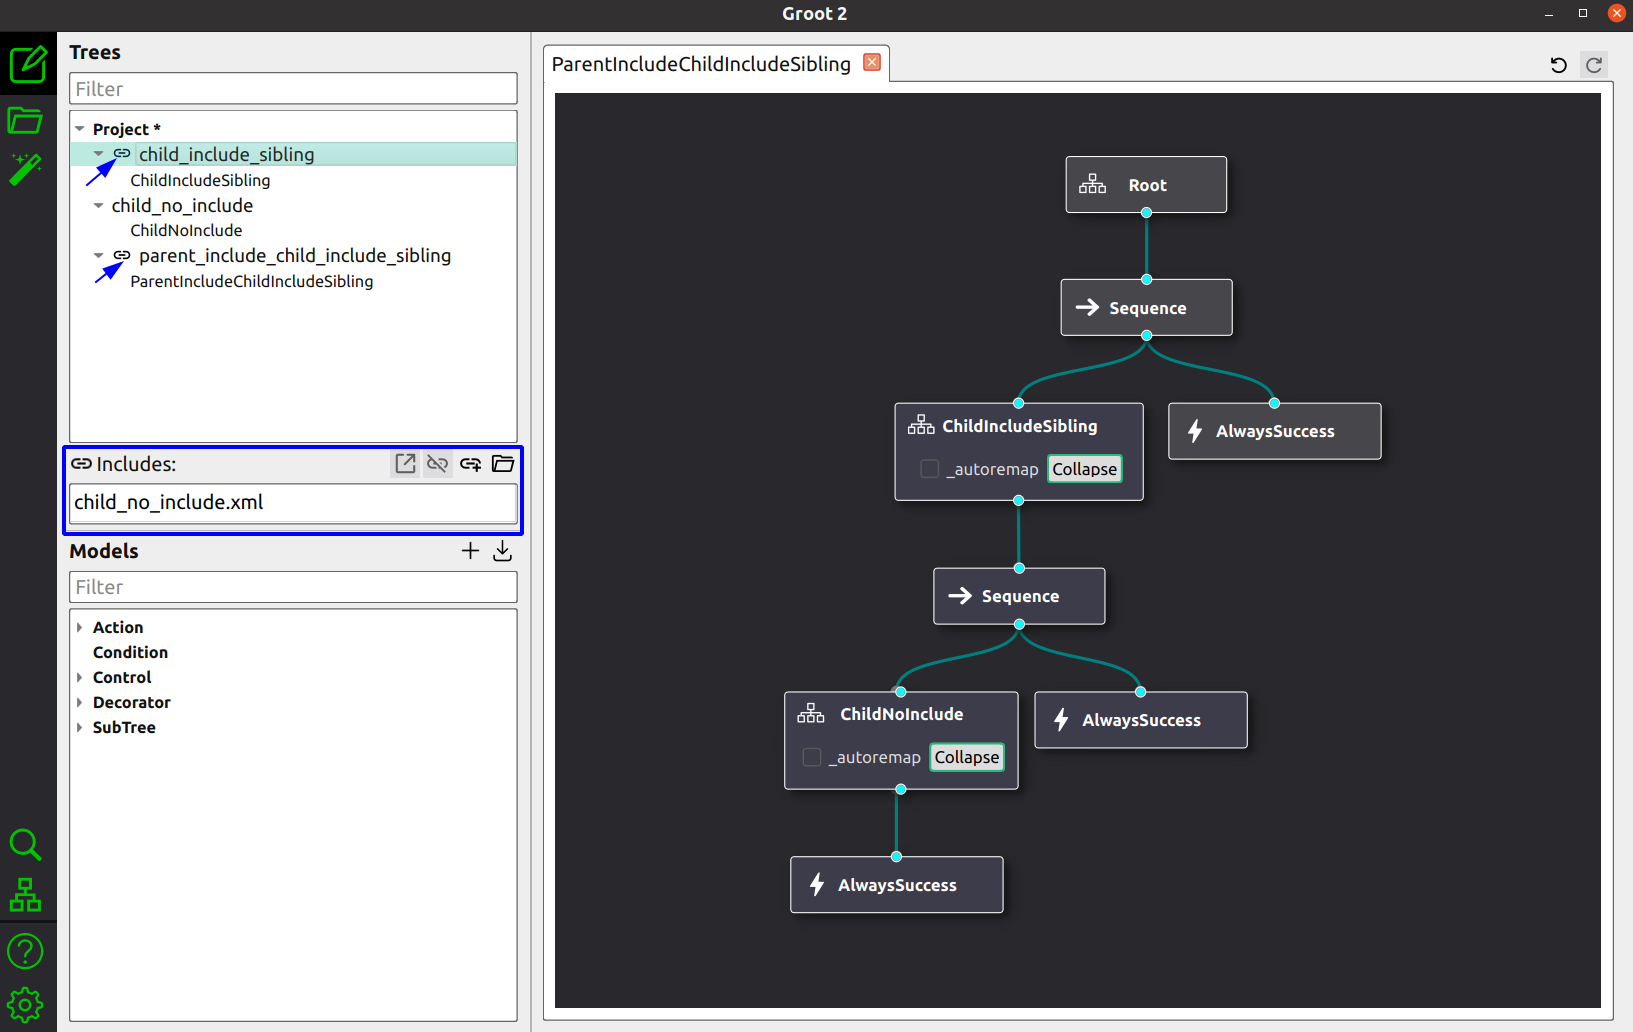 Groot 2
Trees
Filter
Project *
child_include_sibling
ChildIncludeSibling
child_no_include
ChildNoInclude
parent_include_child_include_sibling
ParentIncludeChildIncludeSibling
Includes:
child_no_include.xml
Models
Filter
Action
Condition
Control
Decorator
SubTree
ParentIncludeChildIncludeSibling
Root
Sequence
ChildIncludeSibling
_autoremap Collapse
AlwaysSuccess
Sequence
ChildNoInclude
_autoremap Collapse
AlwaysSuccess
AlwaysSuccess